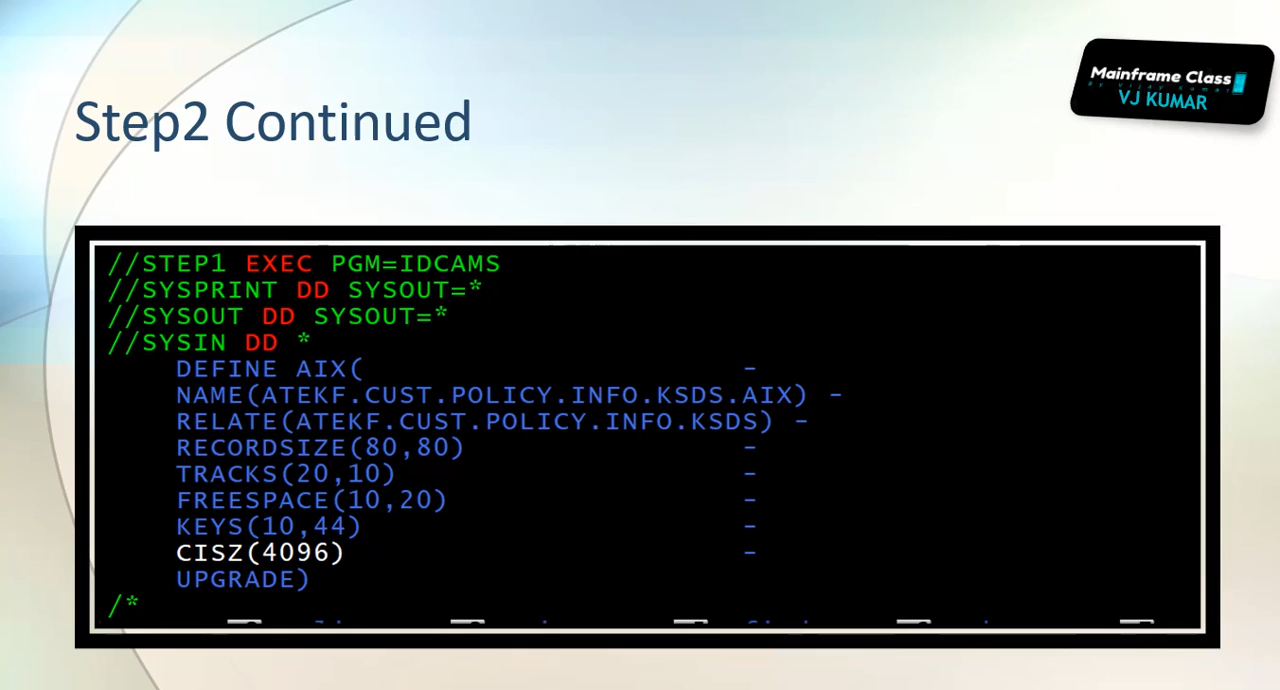 Mainframe Class
VJ KUMAR
Step2 Continued
//STEP1 EXEC PGM=IDCAMS
//SYSPRINT DD SYSOUT=*
//SYSOUT DD SYSOUT=*
//SYSIN DD *
DEFINE AIX( -
NAME(ATEKF.CUST.POLICY.INFO.KSDS.AIX) -
RELATE(ATEKF.CUST.POLICY.INFO.KSDS) -
RECORDSIZE(80,80) -
TRACKS(20,10) -
FREESPACE(10,20) -
KEYS(10,44) -
CISZ(4096) -
UPGRADE)
/*